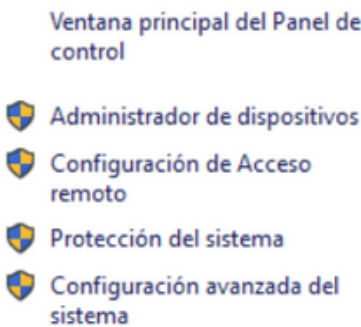 Ventana principal del Panel de
control
Administrador de dispositivos
Configuración de Acceso
remoto
Protección del sistema
Configuración avanzada del
sistema